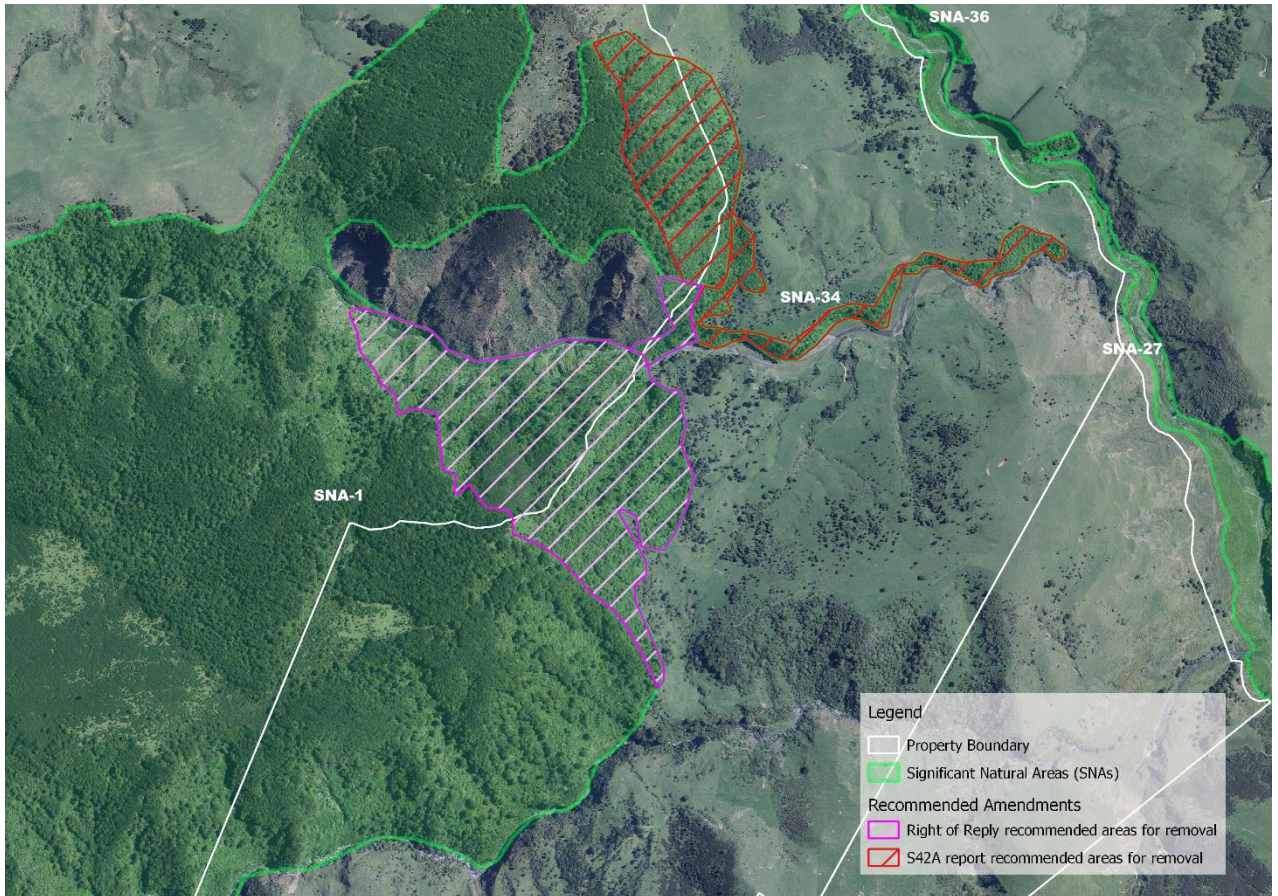 SNA-36
SNA-34
SNA-27
SNA-1
Legend
Property Boundary
Significant Natural Areas (SNAs)
Recommended Amendments
Right of Reply recommended areas for removal
S42A report recommended areas for removal